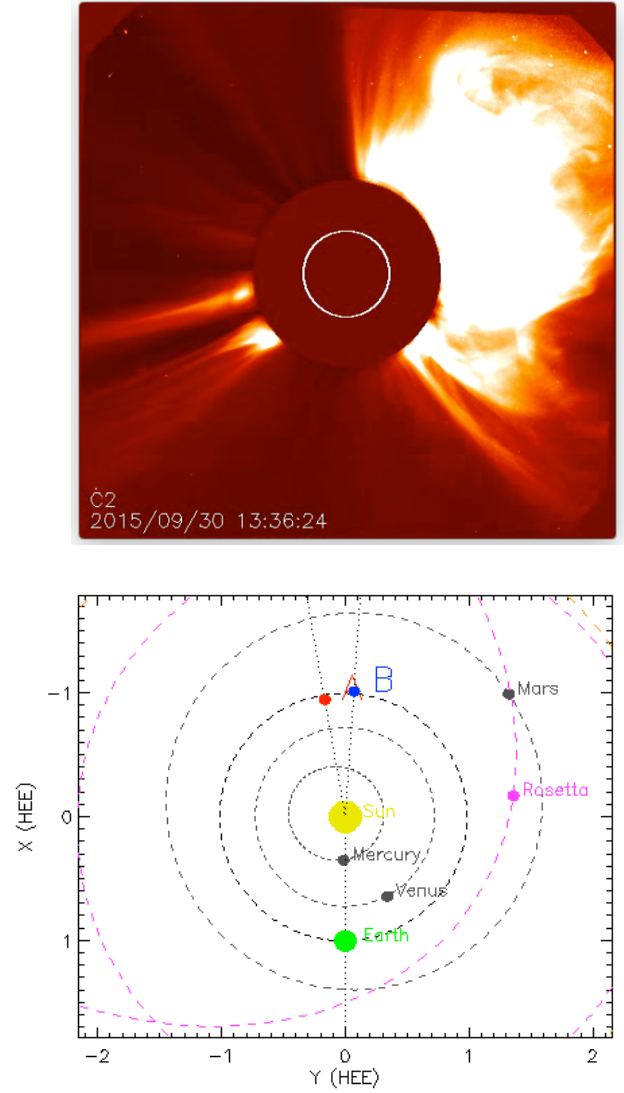 C2
2015/09/30 13:36:24
X (HEE)
-1
0
1
A
B
Mars
Rosetta
Sun
Mercury
Venus
Earth
-2
-1
0
1
2
Y (HEE)